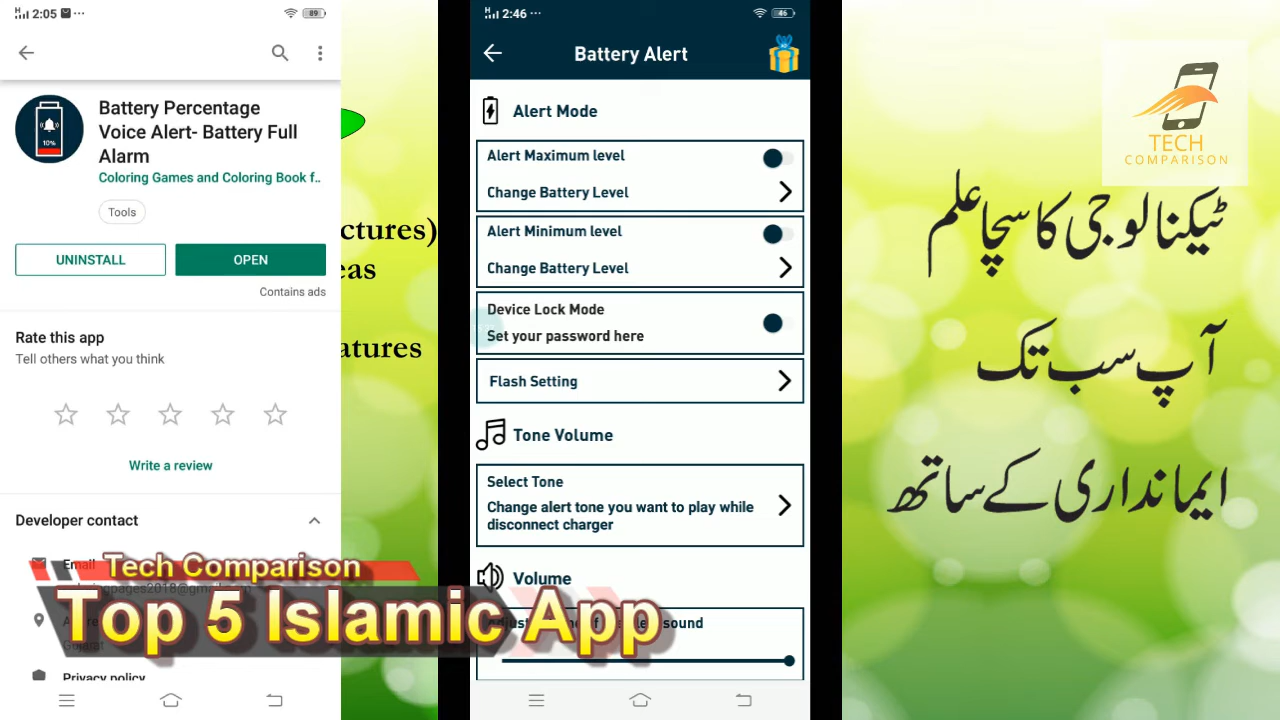 2:05
89
Battery Percentage
Voice Alert- Battery Full
Alarm
Coloring Games and Coloring Book f..
Tools
UNINSTALL
OPEN
Contains ads
Rate this app
Tell others what you think
Write a review
Developer contact
Email
Privacy policy
ctures)
eas
atures
2:46
46
Battery Alert
Alert Mode
Alert Maximum level
Change Battery Level
Alert Minimum level
Change Battery Level
Device Lock Mode
Set your password here
Flash Setting
Tone Volume
Select Tone
Change alert tone you want to play while
disconnect charger
Volume
sound
Tech Comparison
Top 5 Islamic App
TECH
COMPARISON
ٹیکنالوجی کا سچا علم
آپ سب تک
ایمانداری کے ساتھ